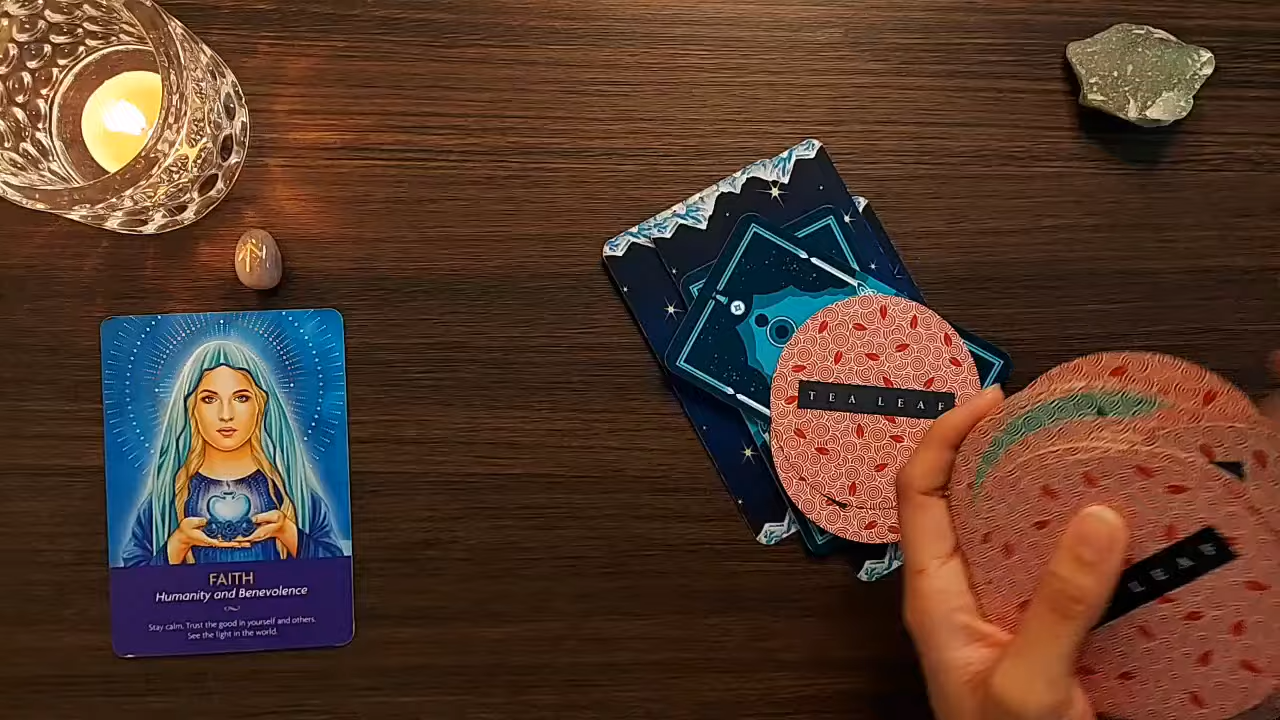 FAITH
Humanity and Benevolence
Stay calm. Trust the good in yourself and others.
See the light in the world.
TEA LEAF
LEAF